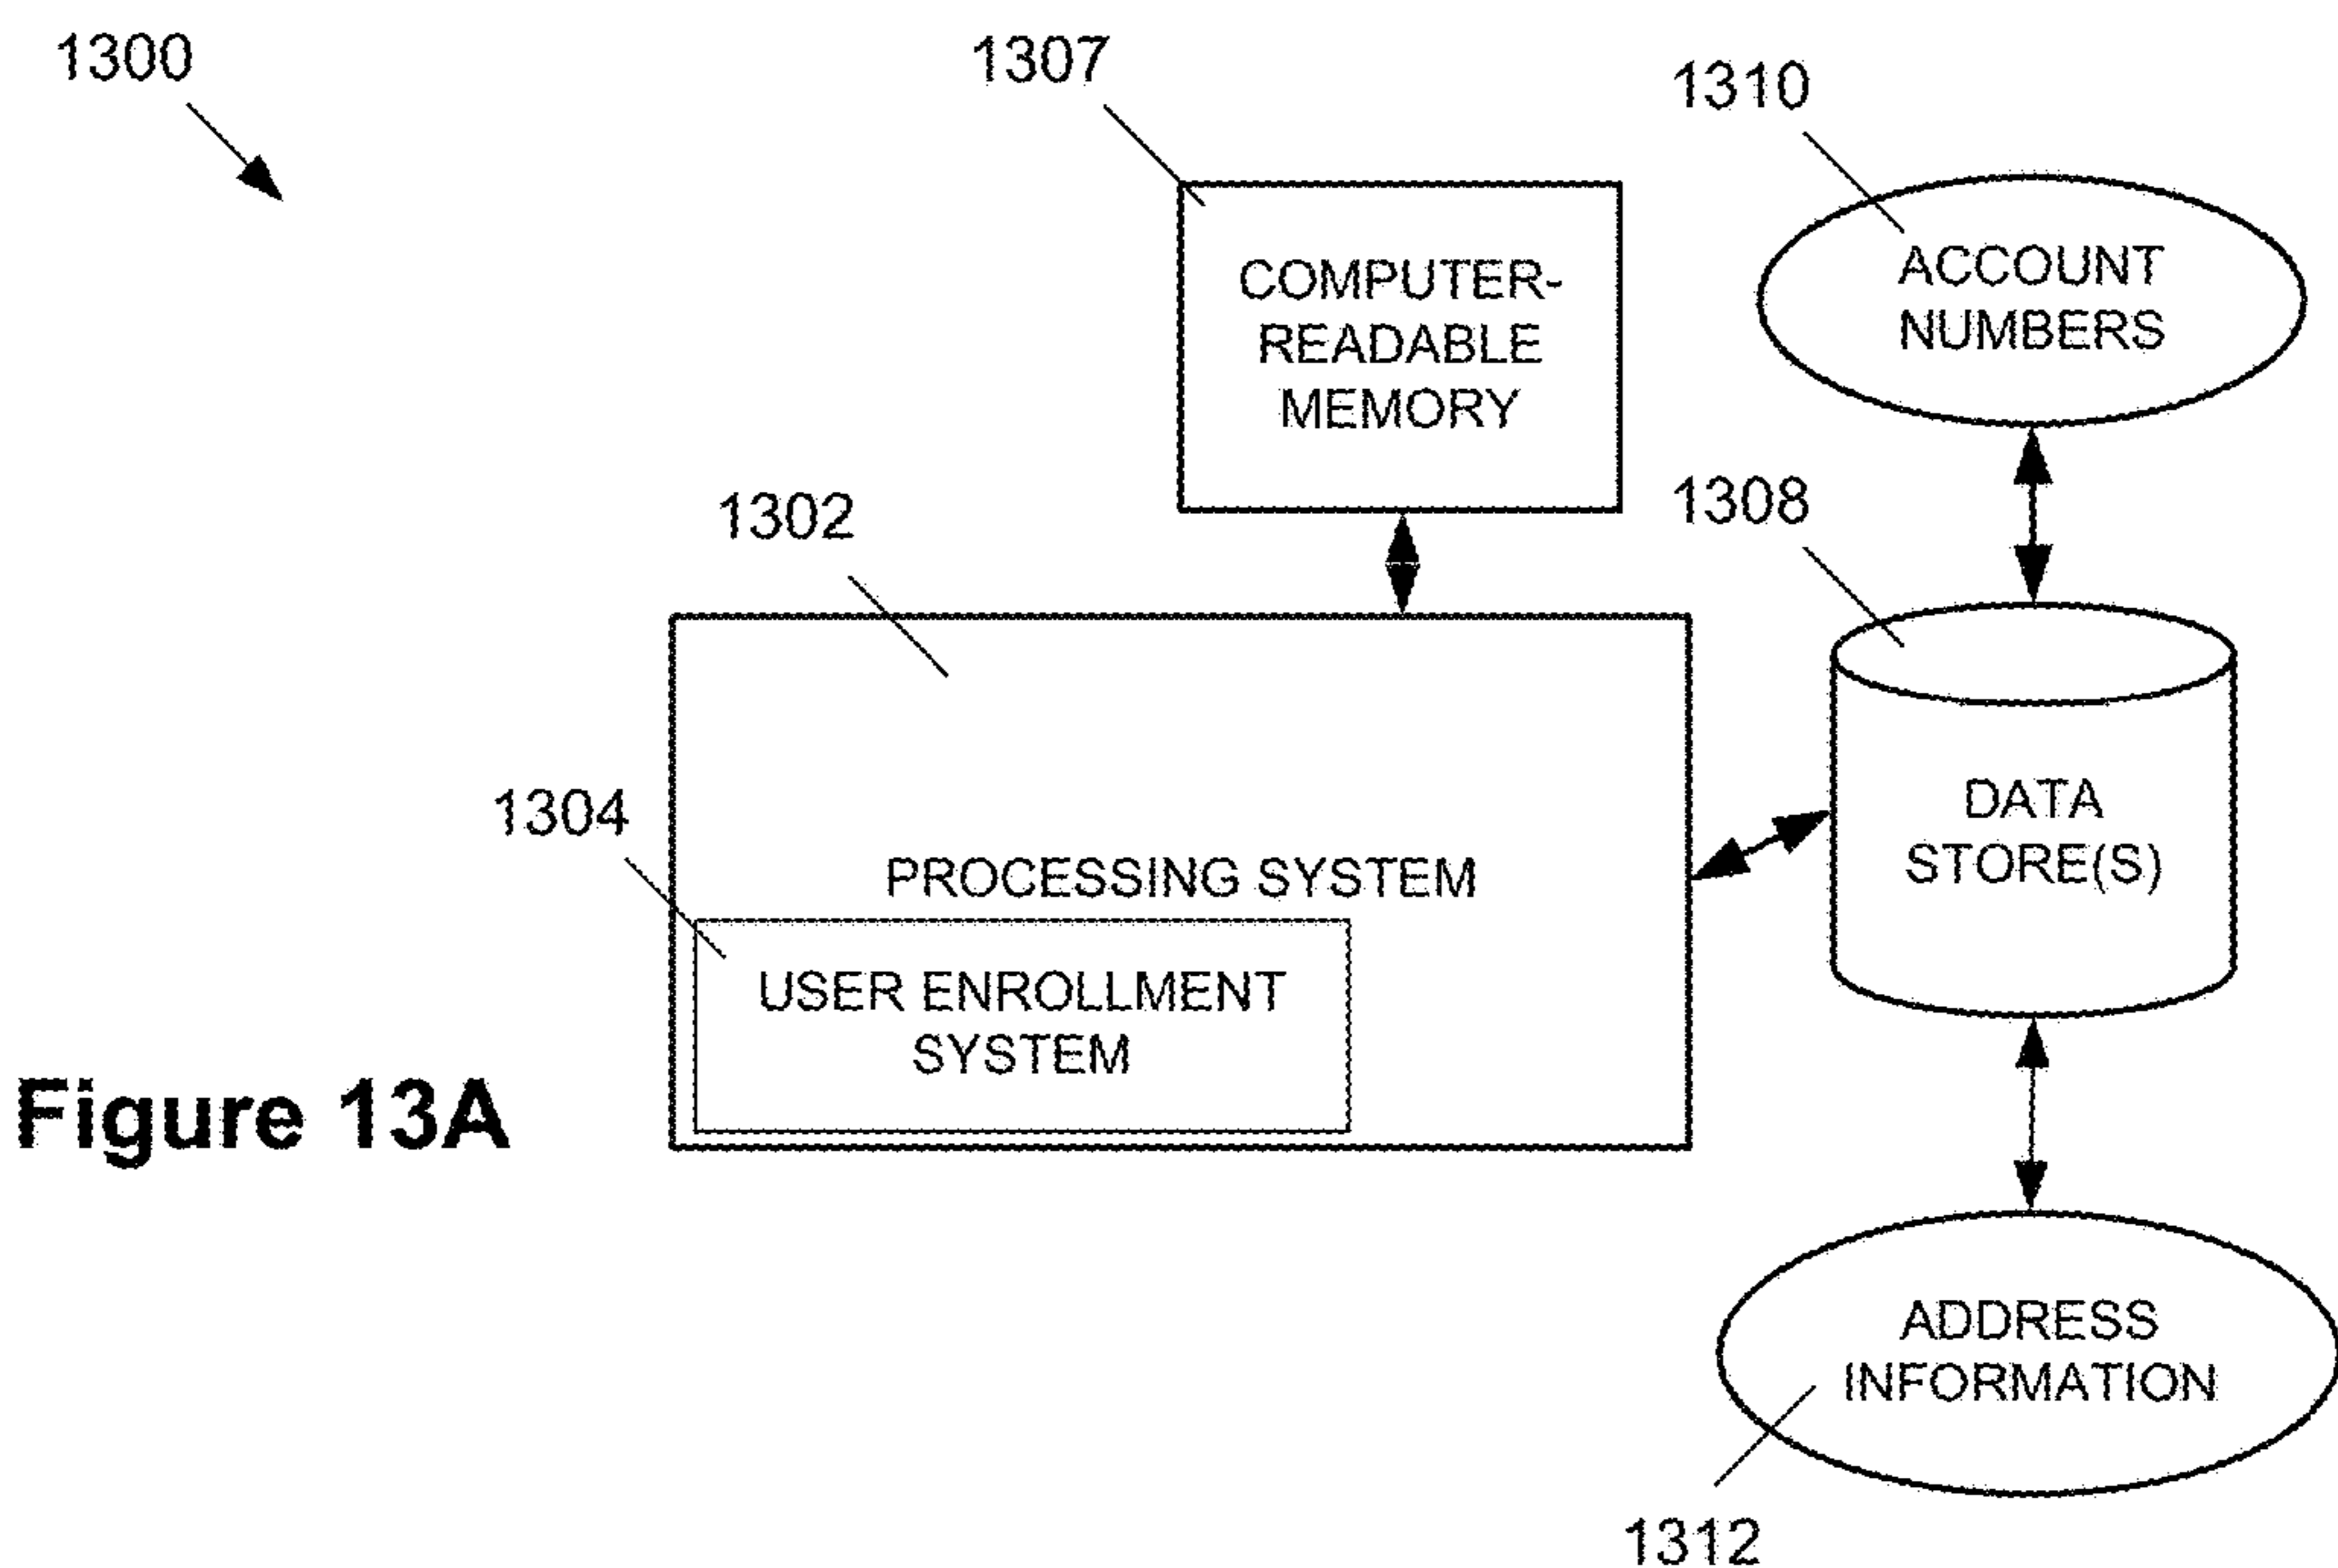 1300
1307
1310
COMPUTER-
READABLE
MEMORY
ACCOUNT
NUMBERS
1302
1308
1304
PROCESSING SYSTEM
DATA
STORE(S)
USER ENROLLMENT
SYSTEM
Figure 13A
ADDRESS
INFORMATION
1312